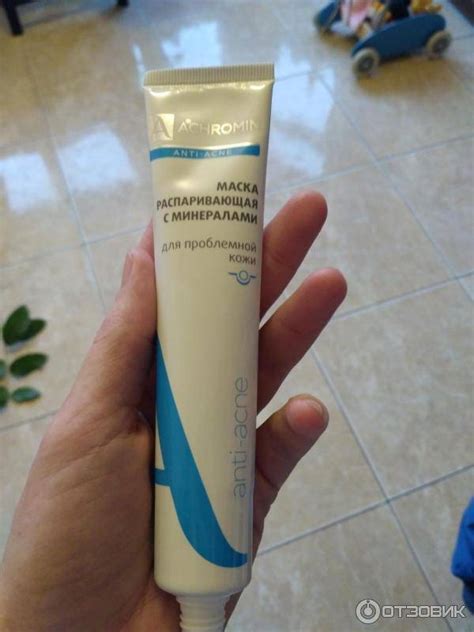 ACHROMIN
ANTI-ACNE
МАСКА
РАСПАРИВАЮЩАЯ
С МИНЕРАЛАМИ
для проблемной
кожи
anti-acne
ОТЗОВИК